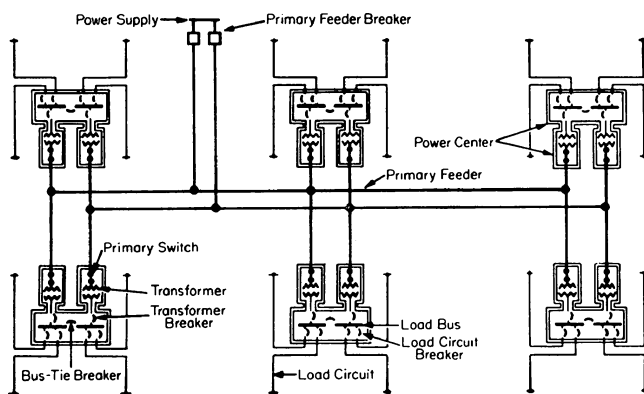 Power Supply
Primary Feeder Breaker
Power Center
Primary Feeder
Primary Switch
Transformer
Transformer
Breaker
Load Bus
Load Circuit
Breaker
Bus-Tie Breaker
Load Circuit